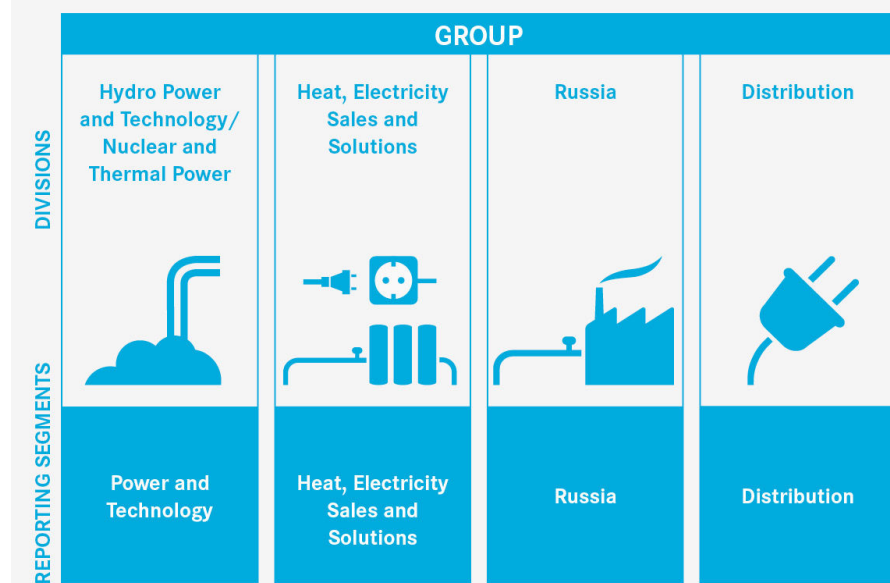 GROUP
DIVISIONS
Hydro Power
and Technology/
Nuclear and
Thermal Power
Heat, Electricity
Sales and
Solutions
Russia
Distribution
REPORTING SEGMENTS
Power and
Technology
Heat, Electricity
Sales and
Solutions
Russia
Distribution